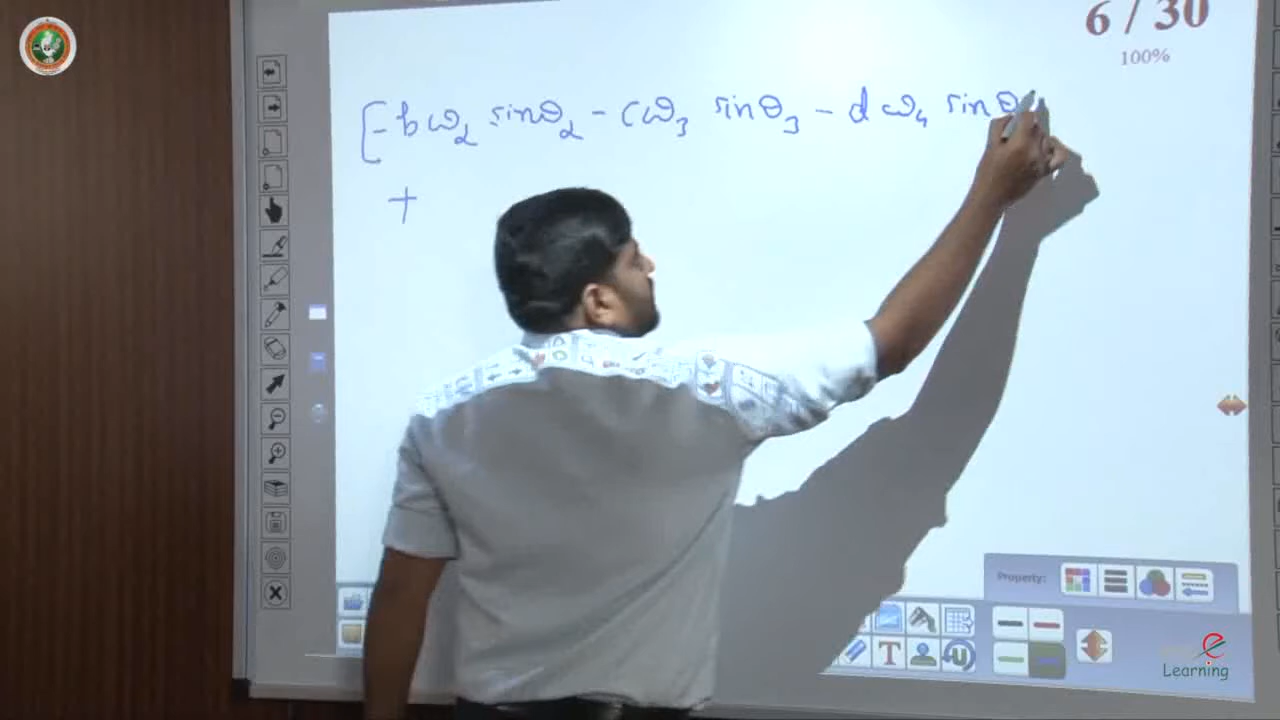 6 / 30
100%
[-bω₂ sinθ₂ - cω₃ sinθ₃ - dω₄ sinθ
+
Property:
T
Learning